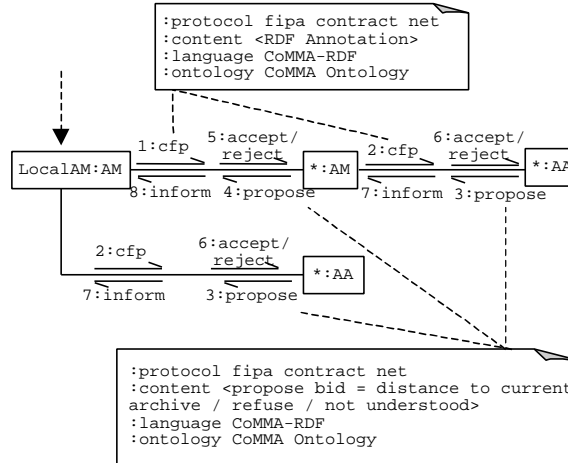 :protocol fipa contract net
:content <RDF Annotation>
:language CoMMA-RDF
:ontology CoMMA Ontology
1:cfp
5:accept/
reject
2:cfp
6:accept/
reject
LocalAM:AM
*:AM
*:AA
8:inform
4:propose
7:inform
3:propose
2:cfp
6:accept/
reject
*:AA
7:inform
3:propose
:protocol fipa contract net
:content <propose bid = distance to current
archive / refuse / not understood>
:language CoMMA-RDF
:ontology CoMMA Ontology